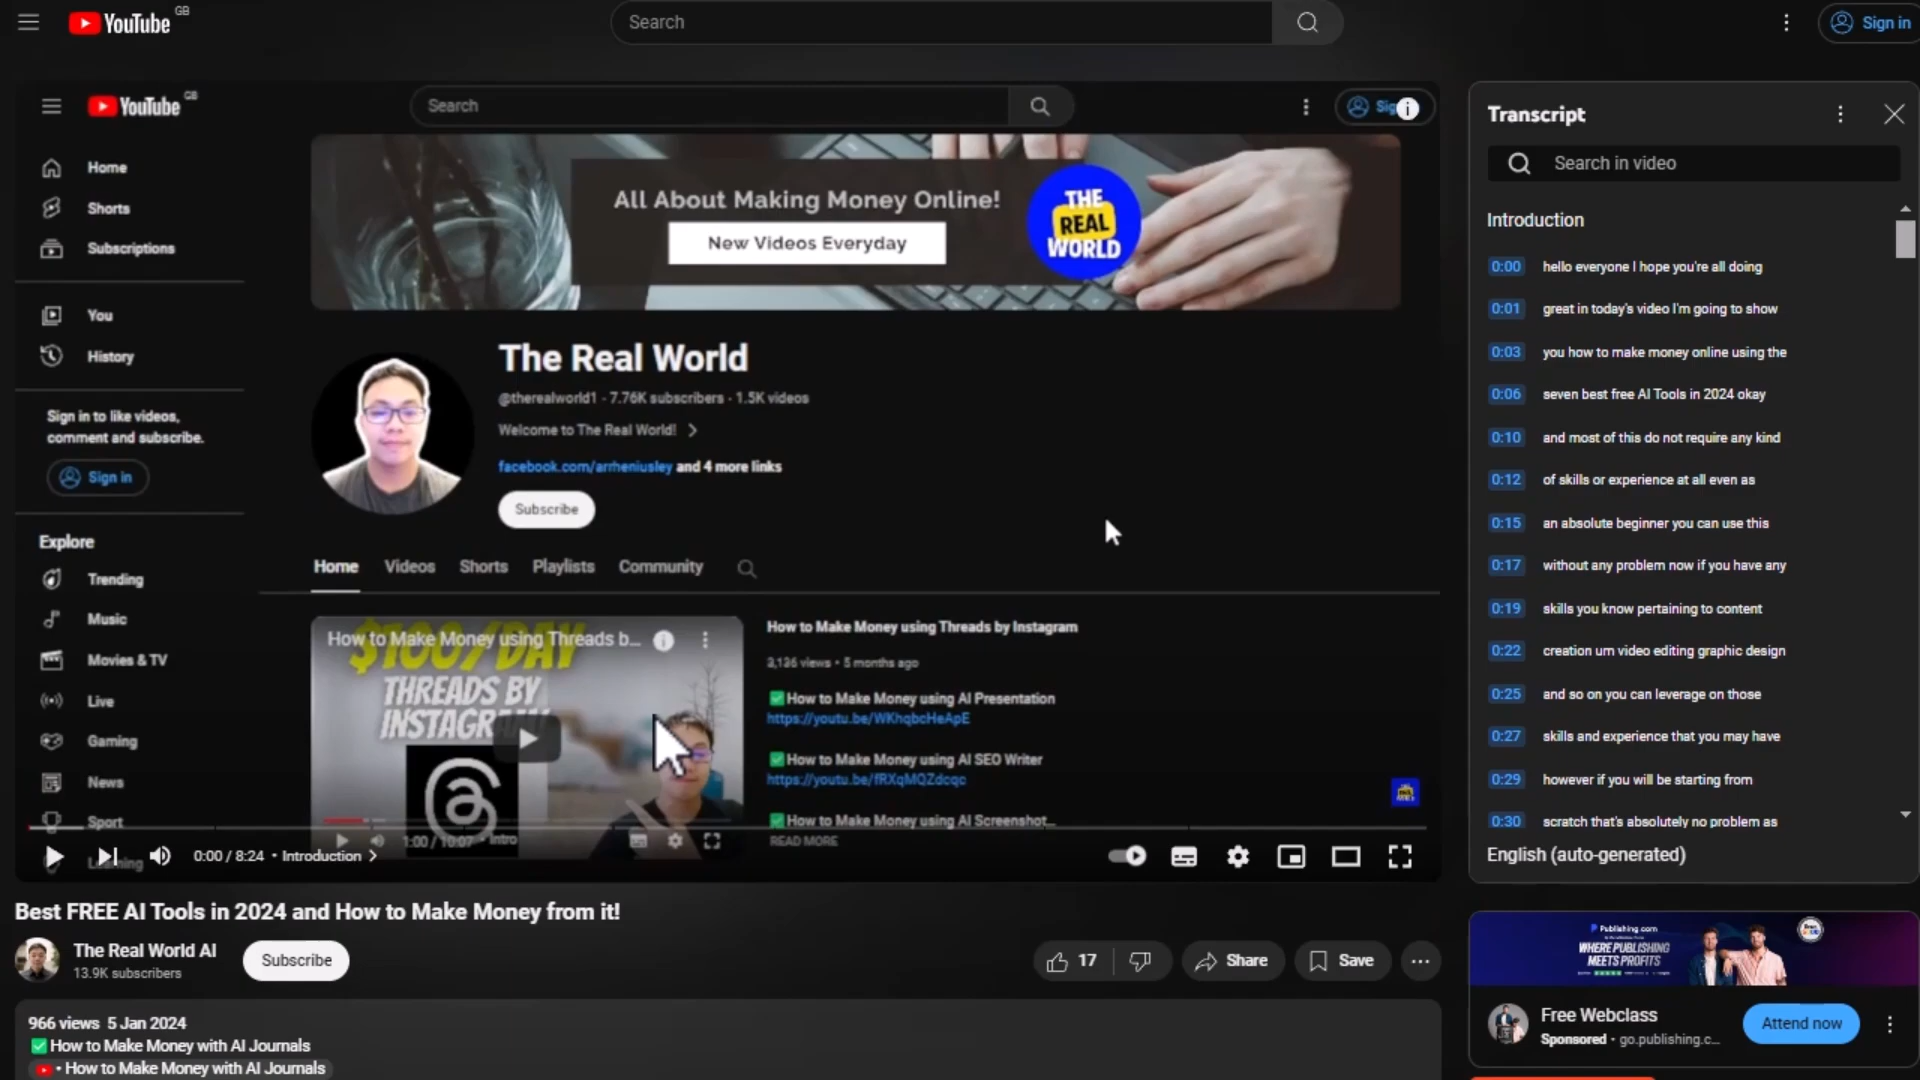 YouTube GB
Search
Sign in
YouTube GB
Search
Home
Shorts
Subscriptions
You
History
Sign in to like videos,
comment and subscribe.
Sign in
Explore
Trending
Music
Movies & TV
Live
Gaming
News
Sport
All About Making Money Online!
New Videos Everyday
THE
REAL
WORLD
The Real World
@therealworld1 · 7.76K subscribers · 1.5K videos
Welcome to The Real World!
facebook.com/arrheniusley and 4 more links
Subscribe
Home
Videos
Shorts
Playlists
Community
How to Make Money using Threads b...
$100/DAY
THREADS BY
INSTAGRAM
1:00 / 10:07 • Intro
How to Make Money using Threads by Instagram
3,136 views • 5 months ago
✅How to Make Money using AI Presentation
https://youtu.be/WKhqbcHeApE
✅How to Make Money using AI SEO Writer
https://youtu.be/fRXqMQZdcqc
✅How to Make Money using AI Screenshot...
READ MORE
0:00 / 8:24 • Introduction
Best FREE AI Tools in 2024 and How to Make Money from it!
The Real World AI
13.9K subscribers
Subscribe
17
Share
Save
966 views 5 Jan 2024
✅How to Make Money with AI Journals
• How to Make Money with AI Journals
Transcript
Search in video
Introduction
0:00 hello everyone I hope you're all doing
0:01 great in today's video I'm going to show
0:03 you how to make money online using the
0:06 seven best free AI Tools in 2024 okay
0:10 and most of this do not require any kind
0:12 of skills or experience at all even as
0:15 an absolute beginner you can use this
0:17 without any problem now if you have any
0:19 skills you know pertaining to content
0:22 creation um video editing graphic design
0:25 and so on you can leverage on those
0:27 skills and experience that you may have
0:29 however if you will be starting from
0:30 scratch that's absolutely no problem as
English (auto-generated)
Publishing.com
WHERE PUBLISHING
MEETS PROFITS
Free Webclass
Sponsored · go.publishing.c...
Attend now